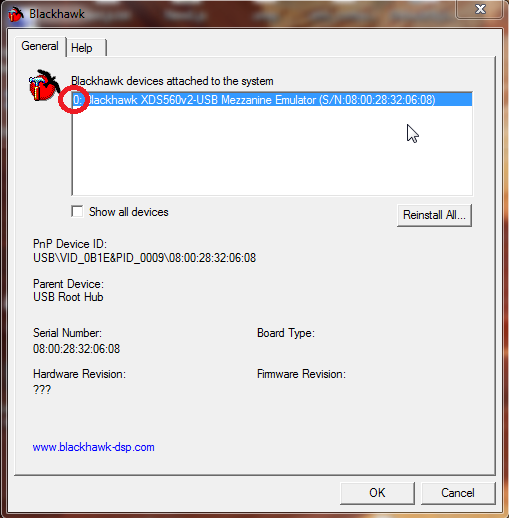 Blackhawk
General Help
Blackhawk devices attached to the system
0: Blackhawk XDS560v2-USB Mezzanine Emulator (S/N:08:00:28:32:06:08)
Show all devices
Reinstall All...
PnP Device ID:
USB\VID_0B1E&PID_0009\08:00:28:32:06:08
Parent Device:
USB Root Hub
Serial Number: Board Type:
08:00:28:32:06:08
Hardware Revision: Firmware Revision:
???
www.blackhawk-dsp.com
OK Cancel